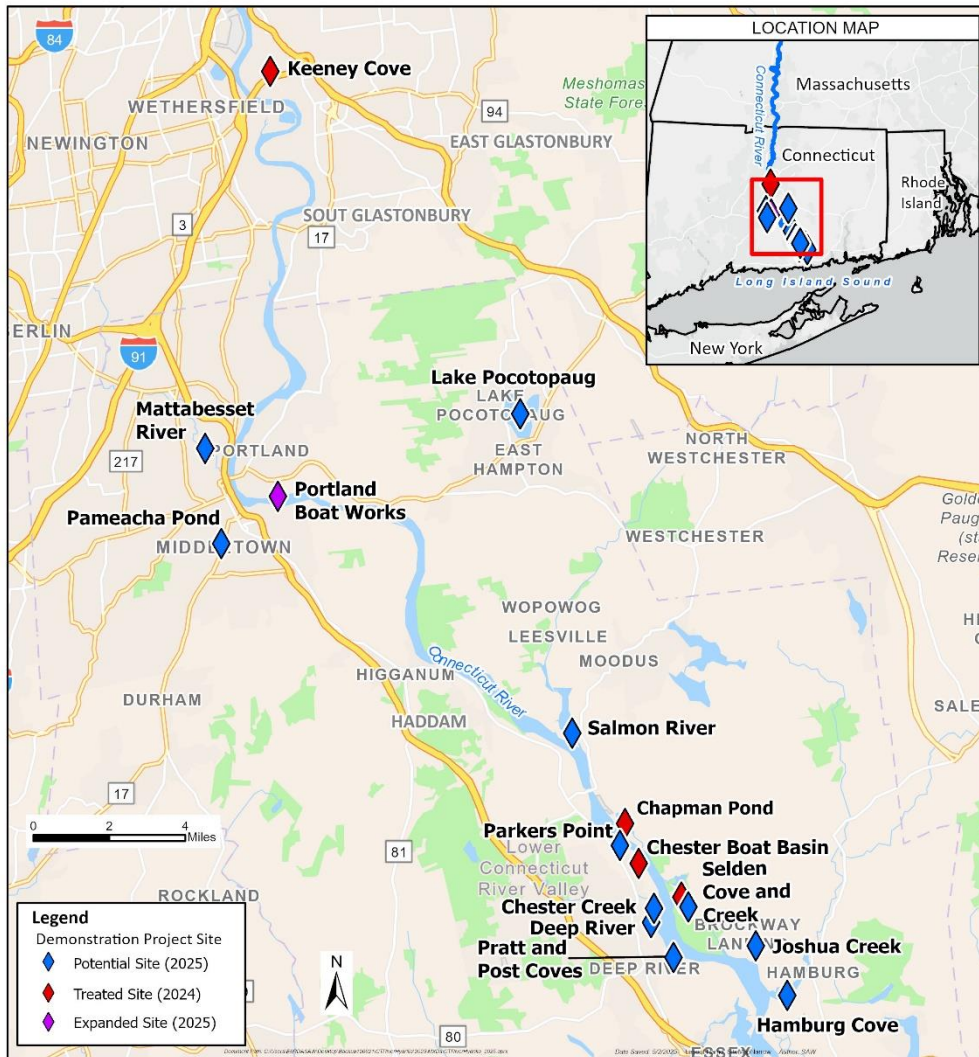 84
Keeney Cove
WETHERSFIELD
NEWINGTON
Meshomas
State Fores
94
EAST GLASTONBURY
3
SOUT GLASTONBURY
17
ERLIN
91
LOCATION MAP
Massachusetts
Connecticut River
Connecticut
Rhode
Island
Long Island Sound
New York
Lake Pocotopaug
LAKE
POCOTOPAUG
Mattabesset
River
PORTLAND
EAST
HAMPTON
NORTH
WESTCHESTER
217
Portland
Boat Works
Pameacha Pond
MIDDLETOWN
WESTCHESTER
Golde
Paug
(sta
Reser
WOPOWOG
LEESVILLE
MOODUS
Connecticut River
HIGGANUM
DURHAM
HADDAM
SALE
Salmon River
17
0 2 4
Miles
Chapman Pond
Parkers Point
81
Lower
Connecticut
River Valley
Chester Boat Basin
Selden
Cove and
Creek
ROCKLAND
Chester Creek
Deep River
BROCKWAY
Joshua Creek
Pratt and
Post Coves
DEEP RIVER
HAMBURG
Hamburg Cove
80
ESSEX
N
Legend
Demonstration Project Site
Potential Site (2025)
Treated Site (2024)
Expanded Site (2025)